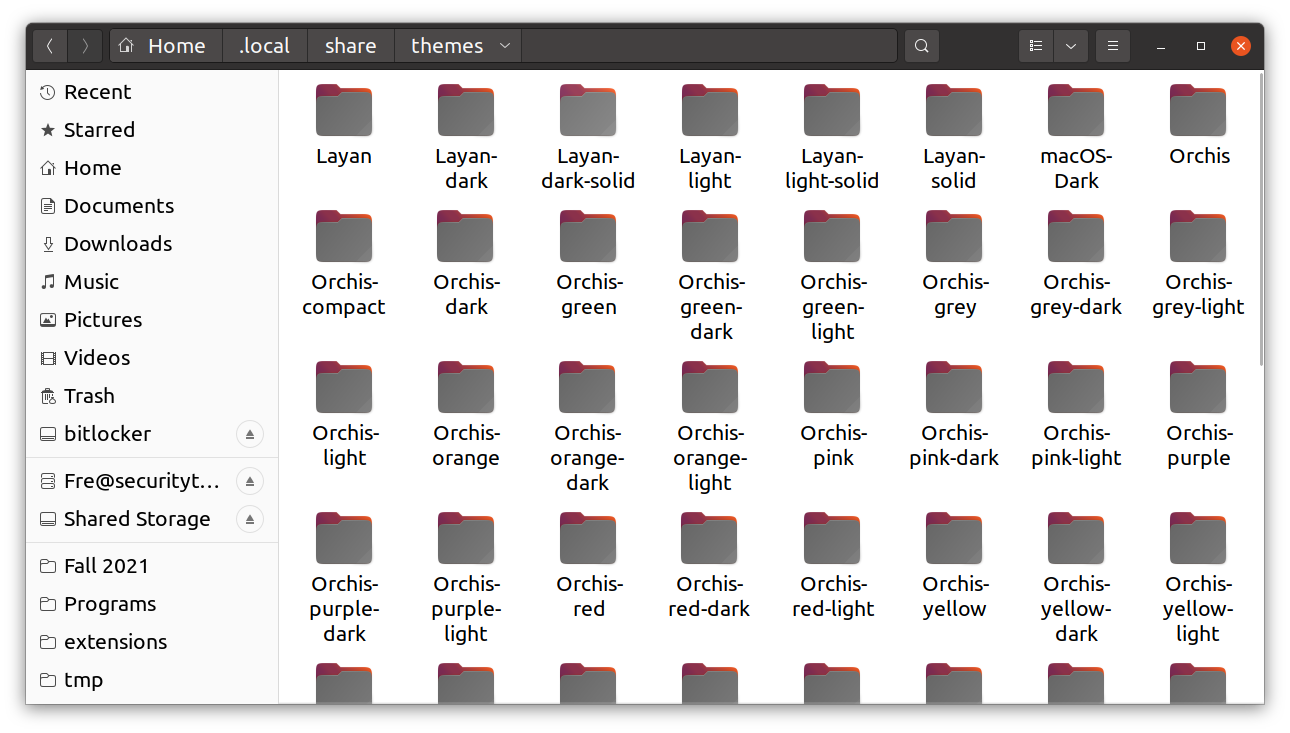 Home .local share themes
Recent
Starred
Home
Documents
Downloads
Music
Pictures
Videos
Trash
bitlocker
Fre@securityt...
Shared Storage
Fall 2021
Programs
extensions
tmp
Layan
Layan-
dark
Layan-
dark-solid
Layan-
light
Layan-
light-solid
Layan-
solid
macOS-
Dark
Orchis
Orchis-
compact
Orchis-
dark
Orchis-
green
Orchis-
green-
dark
Orchis-
green-
light
Orchis-
grey
Orchis-
grey-dark
Orchis-
grey-light
Orchis-
light
Orchis-
orange
Orchis-
orange-
dark
Orchis-
orange-
light
Orchis-
pink
Orchis-
pink-dark
Orchis-
pink-light
Orchis-
purple
Orchis-
purple-
dark
Orchis-
purple-
light
Orchis-
red
Orchis-
red-dark
Orchis-
red-light
Orchis-
yellow
Orchis-
yellow-
dark
Orchis-
yellow-
light